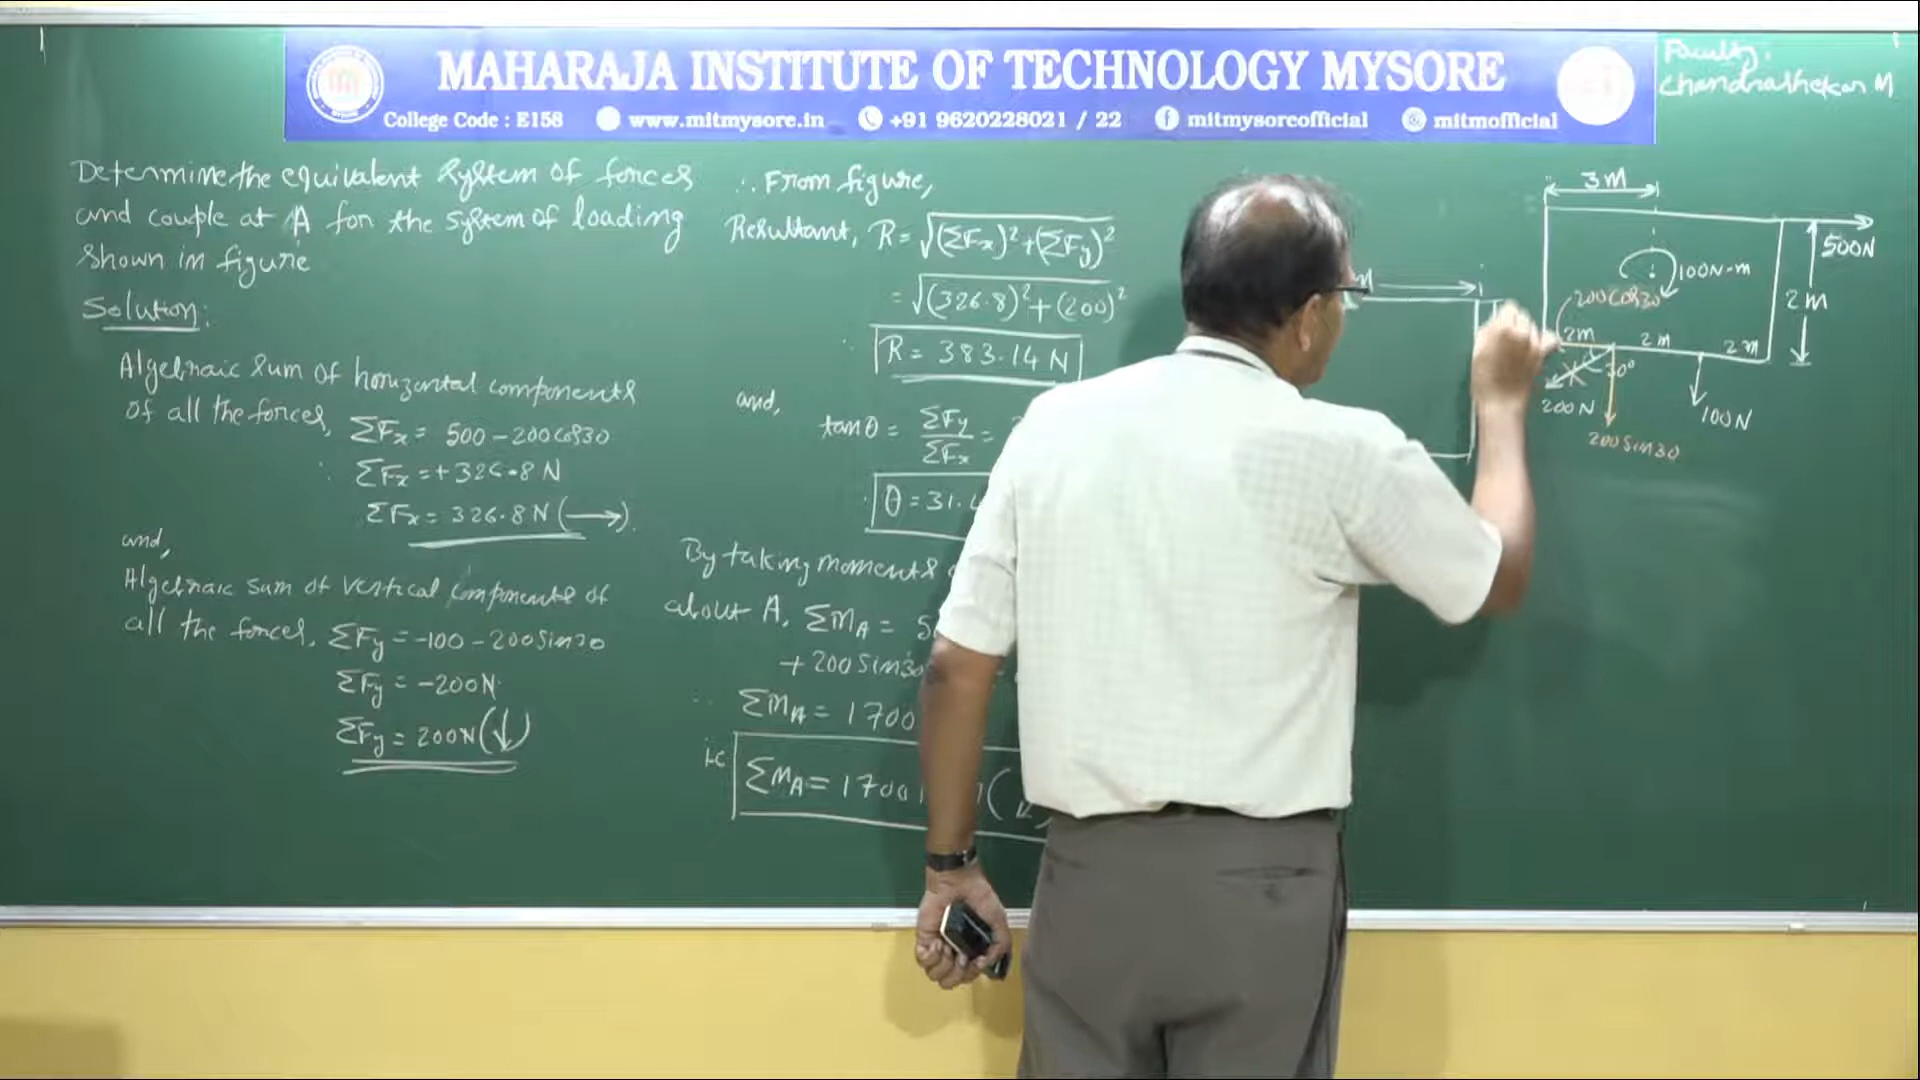 MAHARAJA INSTITUTE OF TECHNOLOGY MYSORE
College Code : E158 www.mitmysore.in +91 9620228021 / 22 mitmysoreofficial mitmofficial
Faculty:
Chandrashekar M
Determine the equivalent System of forces
and couple at A for the system of loading
shown in figure
Solution:
Algebraic sum of horizontal components
of all the forces, ΣFx = 500 - 200cos30
∴ ΣFx = +326.8 N
ΣFx = 326.8 N (→).
and,
Algebraic sum of vertical components of
all the forces, ΣFy = -100 - 200 Sin30
ΣFy = -200N
ΣFy = 200N (↓)
∴ From figure,
Resultant, R = √(ΣFx)²+(ΣFy)²
= √(326.8)²+(200)²
∴ R = 383.14 N
and,
tanθ = ΣFy/ΣFx =
θ = 31.
By taking moments
about A, ΣMA =
+ 200 Sin30
∴ ΣMA = 1700
i.e ΣMA = 1700
3M
500N
100N-m
2m
200cos30
2m 2m 2m
30°
200N
100N
200 Sin30